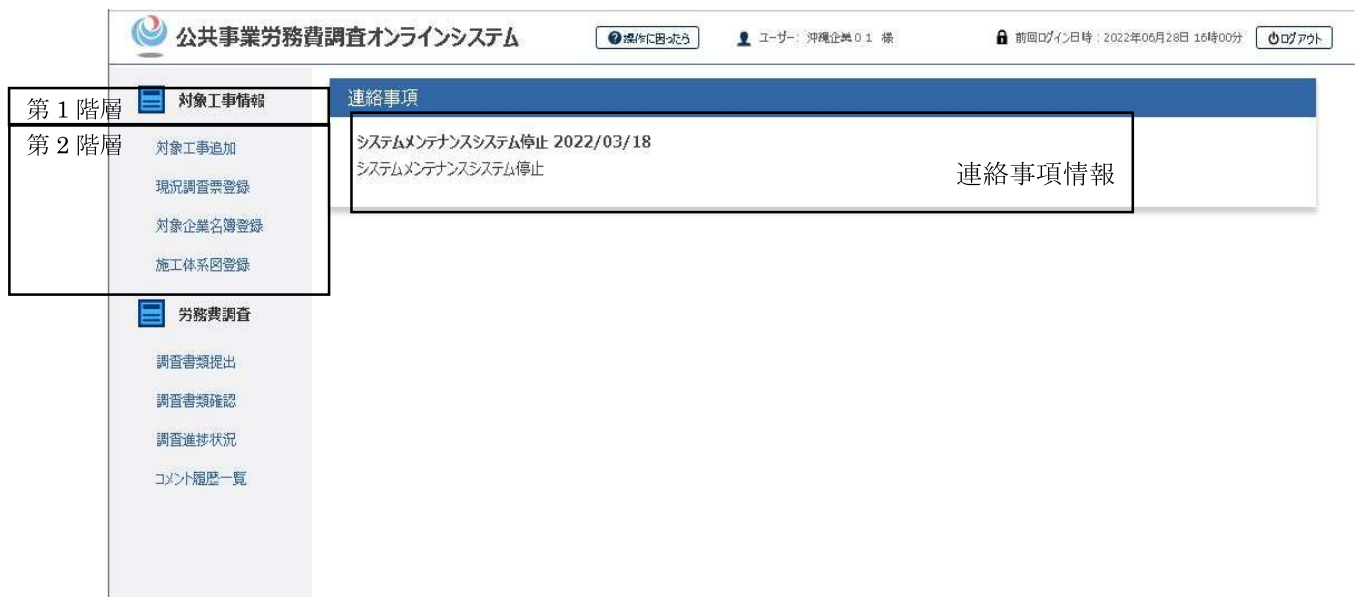 公共事業労務費調査オンラインシステム
操作に困ったら
ユーザー: 沖縄企業01 様
前回ログイン日時:2022年06月28日 16時00分
ログアウト
第1階層
対象工事情報
連絡事項
第2階層
対象工事追加
システムメンテナンスシステム停止 2022/03/18
システムメンテナンスシステム停止
連絡事項情報
現況調査票登録
対象企業名簿登録
施工体系図登録
労務費調査
調査書類提出
調査書類確認
調査進捗状況
コメント履歴一覧